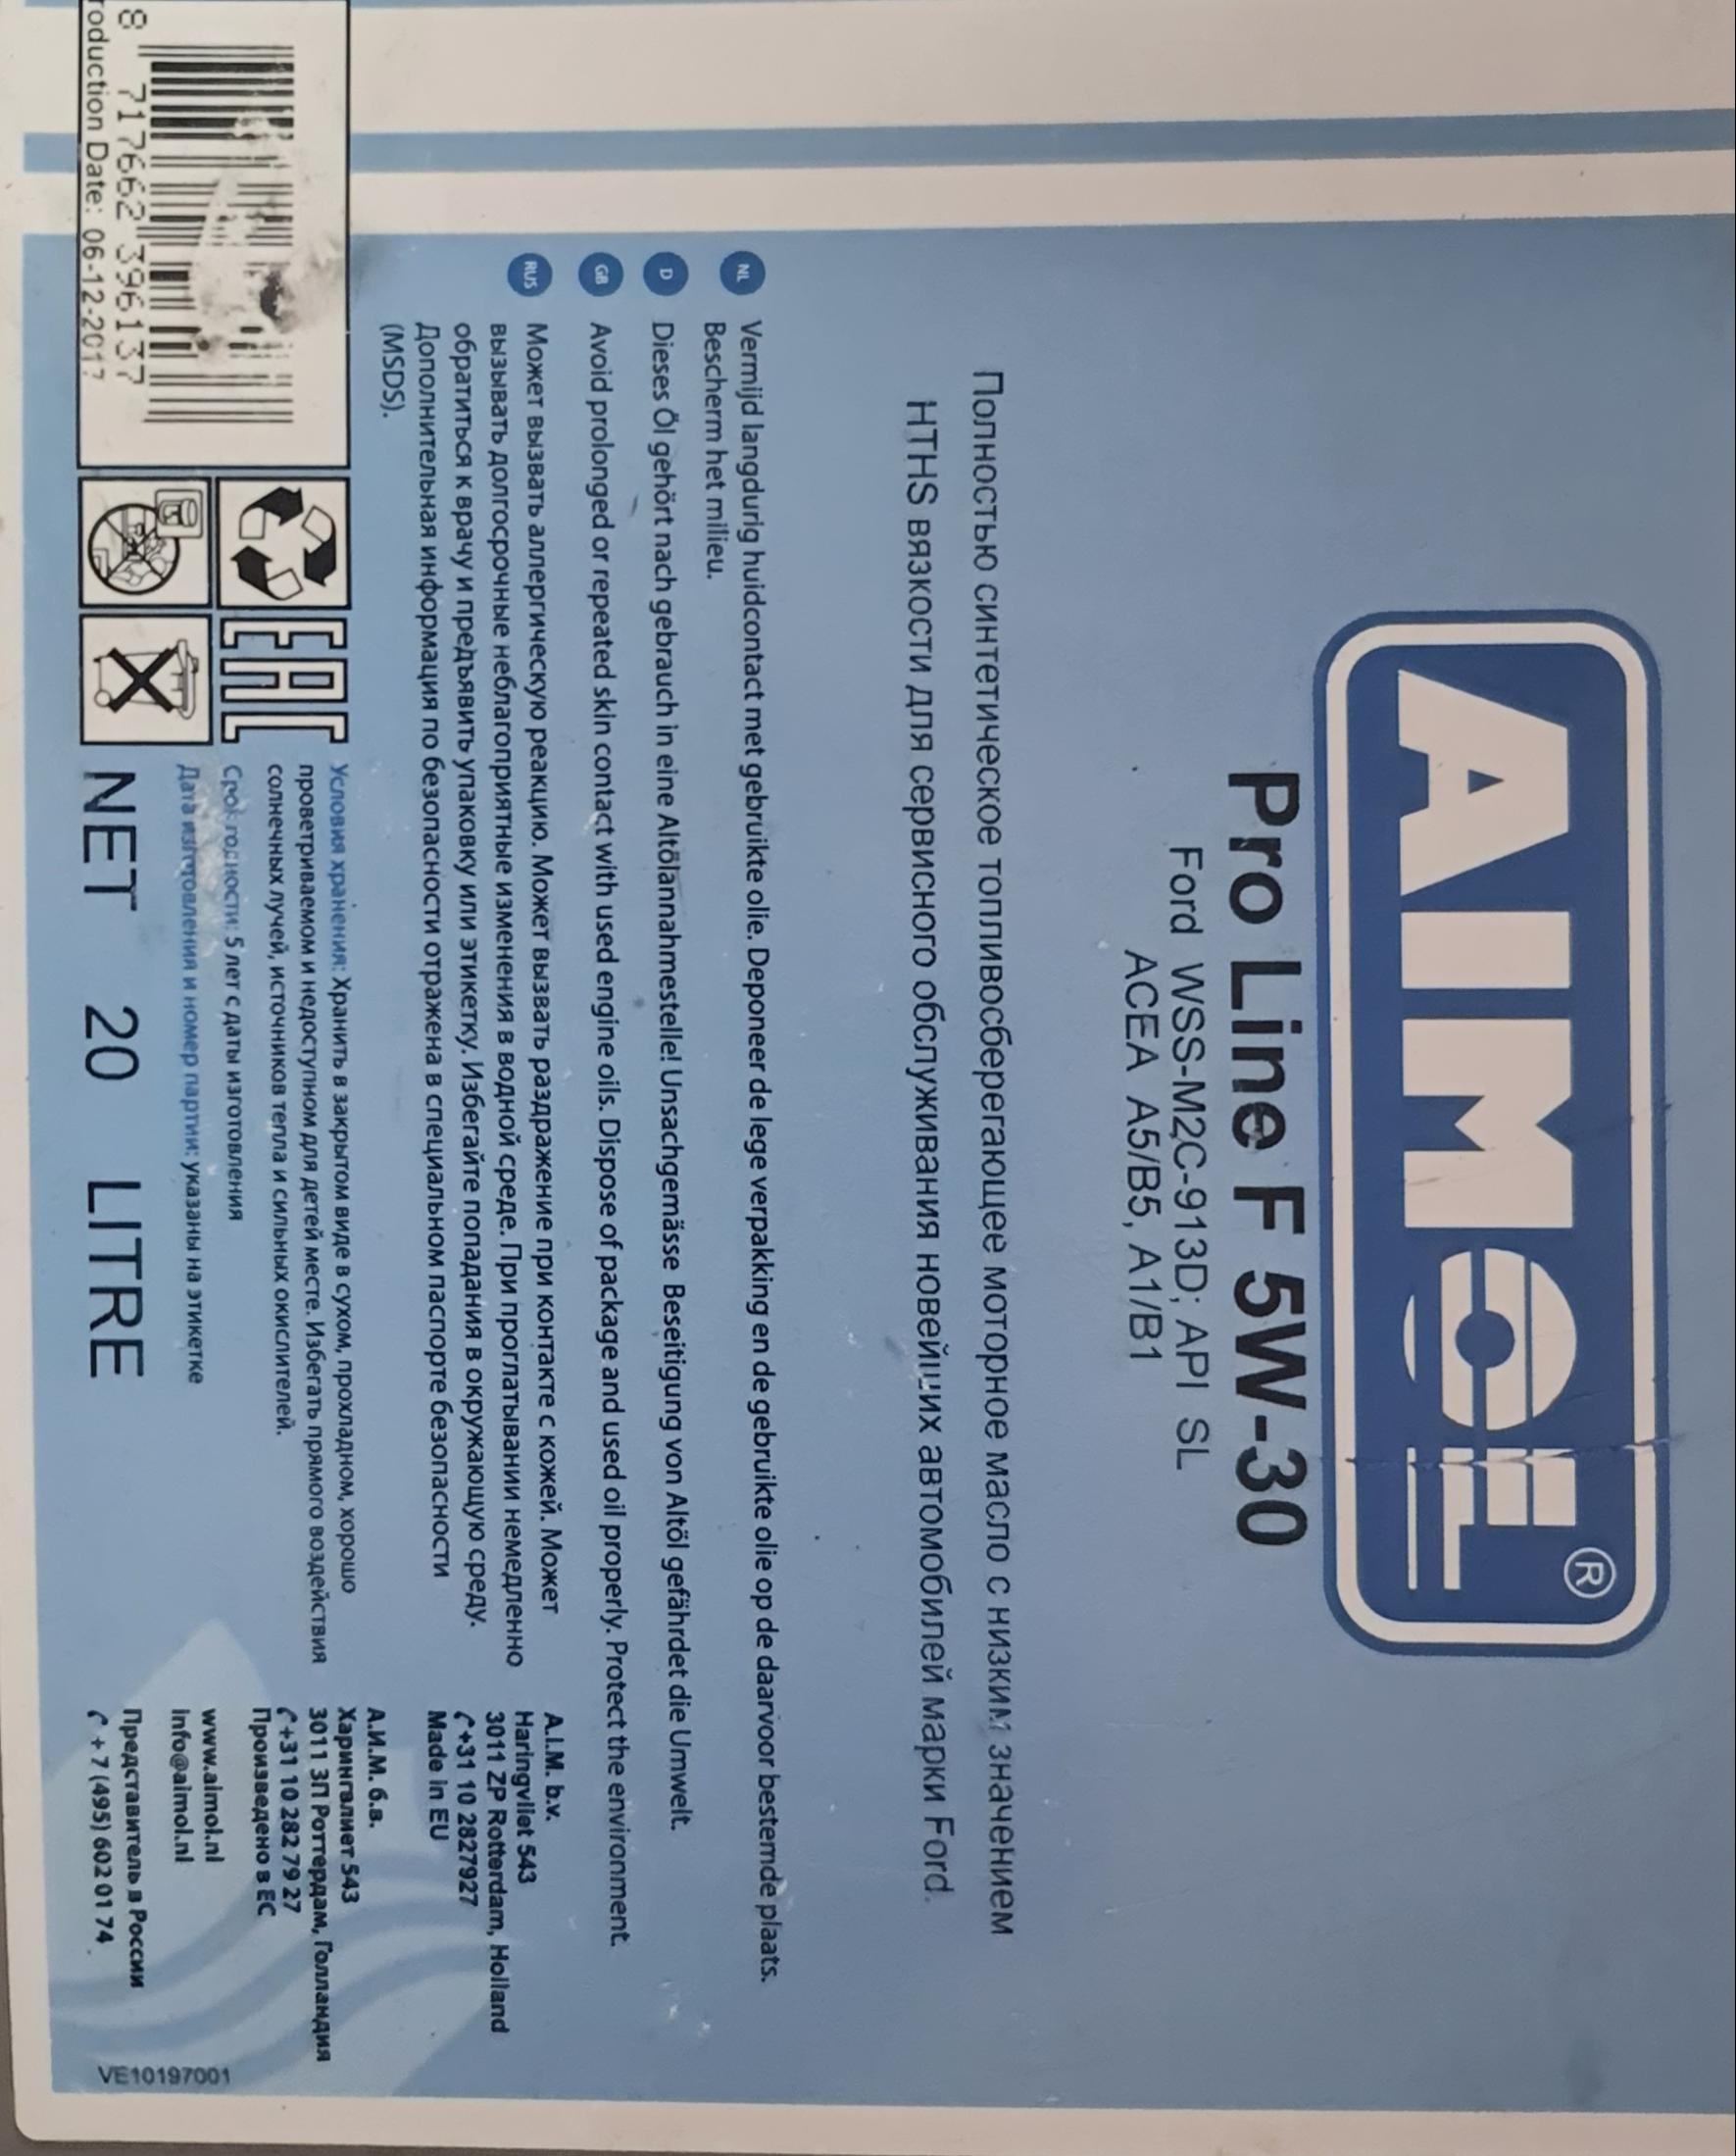 AIMOL®
Pro Line F 5W-30
Ford WSS-M2C-913D; API SL
ACEA A5/B5, A1/B1
Полностью синтетическое топливосберегающее моторное масло с низким значением
HTHS вязкости для сервисного обслуживания новейших автомобилей марки Ford.
NL Vermijd langdurig huidcontact met gebruikte olie. Deponeer de lege verpakking en de gebruikte olie op de daarvoor bestemde plaats.
Bescherm het milieu.
D Dieses Öl gehört nach gebrauch in eine Altölannahmestelle! Unsachgemässe Beseitigung von Altöl gefährdet die Umwelt.
GB Avoid prolonged or repeated skin contact with used engine oils. Dispose of package and used oil properly. Protect the environment.
RUS Может вызвать аллергическую реакцию. Может вызвать раздражение при контакте с кожей. Может
вызывать долгосрочные неблагоприятные изменения в водной среде. При проглатывании немедленно
обратиться к врачу и предъявить упаковку или этикетку. Избегайте попадания в окружающую среду.
Дополнительная информация по безопасности отражена в специальном паспорте безопасности
(MSDS).
A.I.M. b.v.
Haringvliet 543
3011 ZP Rotterdam, Holland
+31 10 2827927
Made in EU
А.И.М. б.в.
Харингвлиет 543
3011 ЗП Роттердам, Голландия
+31 10 282 79 27
Произведено в ЕС
www.aimol.nl
info@aimol.nl
Представитель в России
+ 7 (495) 602 01 74
8 717662 396137
roduction Date: 06-12-2017
EAC
Условия хранения: Хранить в закрытом виде в сухом, прохладном, хорошо
проветриваемом и недоступном для детей месте. Избегать прямого воздействия
солнечных лучей, источников тепла и сильных окислителей.
Срок годности: 5 лет с даты изготовления
Дата изготовления и номер партии: указаны на этикетке
NET 20 LITRE
VE10197001